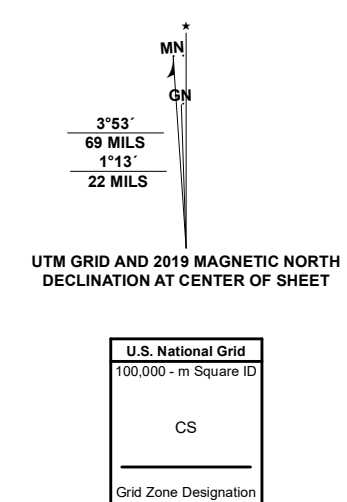 ★
MN
GN
3°53´
69 MILS
1°13´
22 MILS
UTM GRID AND 2019 MAGNETIC NORTH
DECLINATION AT CENTER OF SHEET
U.S. National Grid
100,000 - m Square ID
CS
Grid Zone Designation